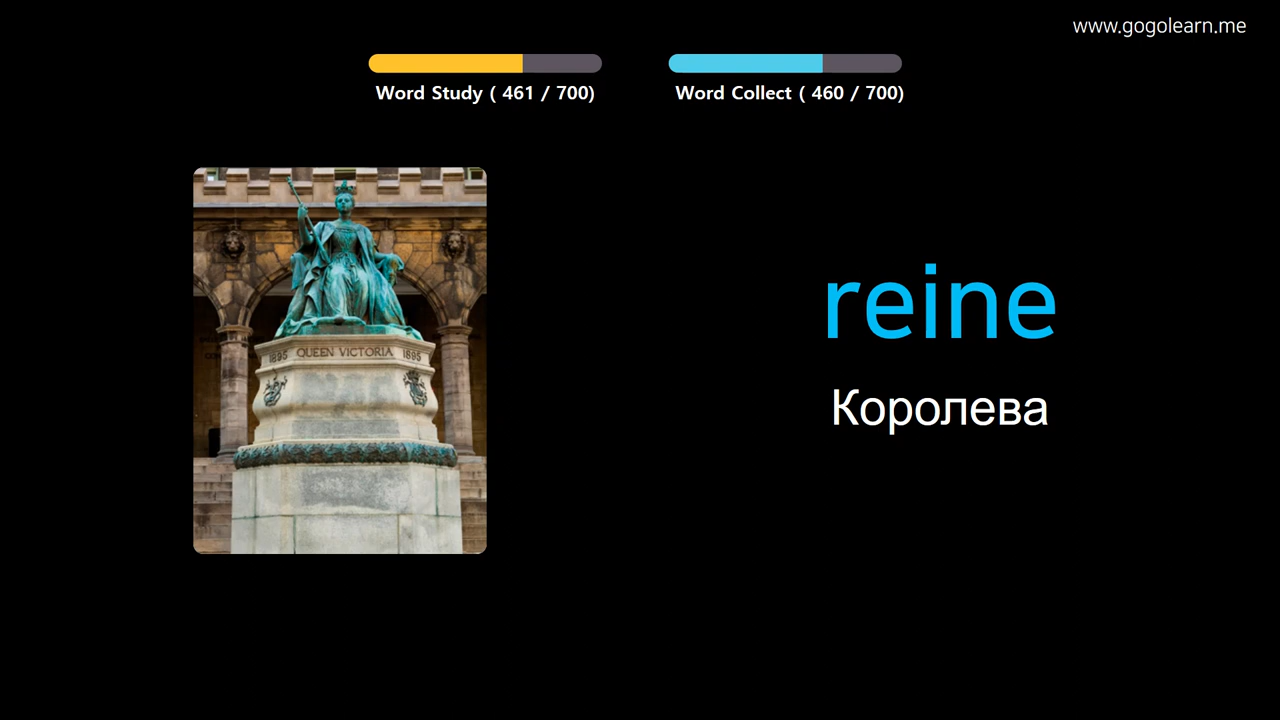 www.gogolearn.me
Word Study ( 461 / 700)
Word Collect ( 460 / 700)
1895 QUEEN VICTORIA 1895
reine
Королева